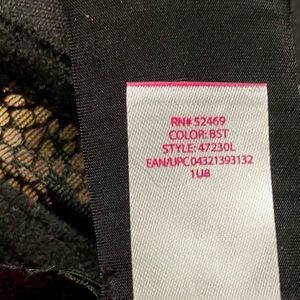 RN# 52469
COLOR: BST
STYLE: 47230L
EAN/UPC 04321393132
1U8